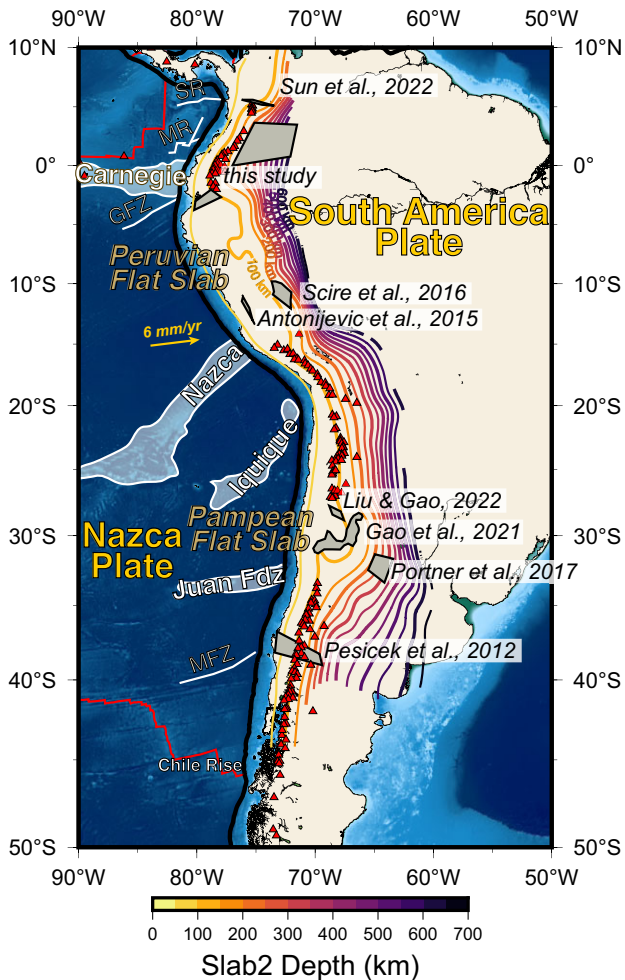 90°W 80°W 70°W 60°W 50°W
10°N 10°N
SR
Sun et al., 2022
MR
0° 0°
Carnegie
this study
GFZ
600 km
South America
Plate
Peruvian
Flat Slab
100 km
10°S 10°S
Scire et al., 2016
Antonijevic et al., 2015
6 mm/yr
Nazca
20°S 20°S
Iquique
Liu & Gao, 2022
Pampean
Flat Slab
Gao et al., 2021
30°S 30°S
Nazca
Plate
Juan Fdz
Portner et al., 2017
MFZ
Pesicek et al., 2012
40°S 40°S
Chile Rise
50°S 50°S
90°W 80°W 70°W 60°W 50°W
0 100 200 300 400 500 600 700
Slab2 Depth (km)